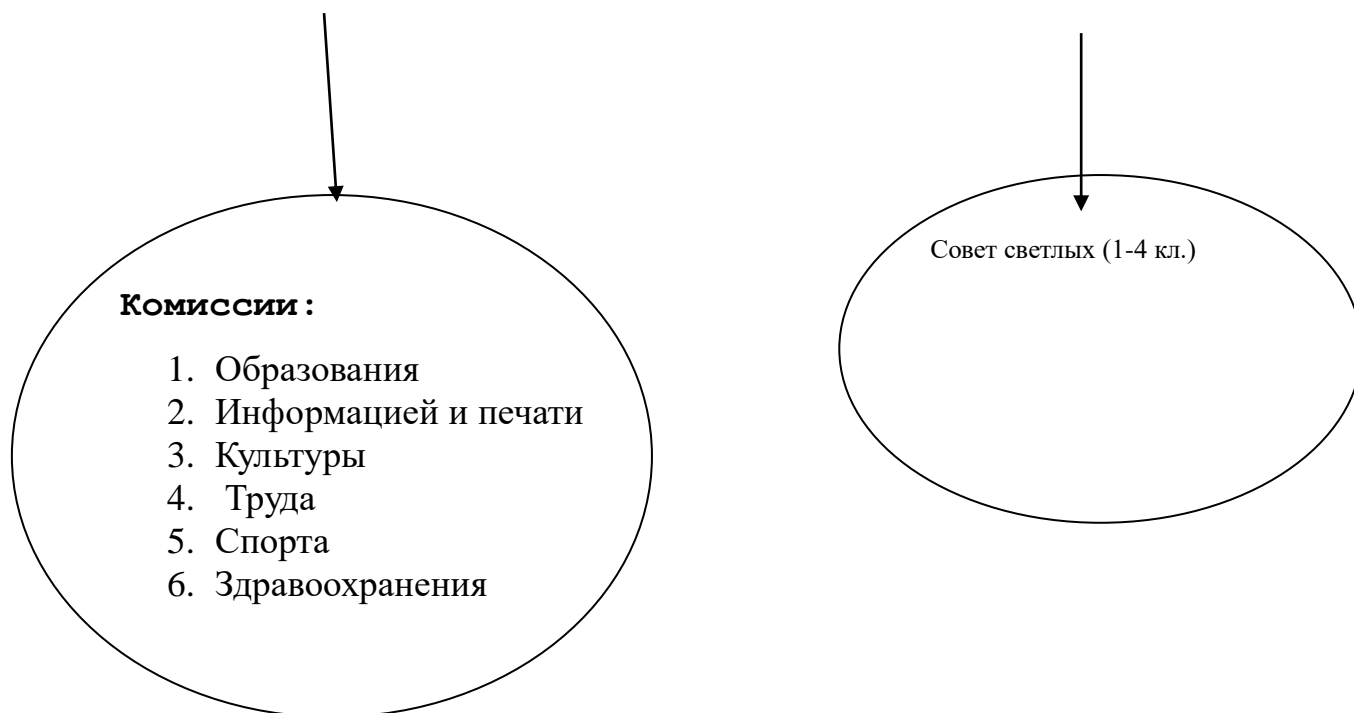 Совет светлых (1-4 кл.)
Комиссии:
1. Образования
2. Информацией и печати
3. Культуры
4. Труда
5. Спорта
6. Здравоохранения